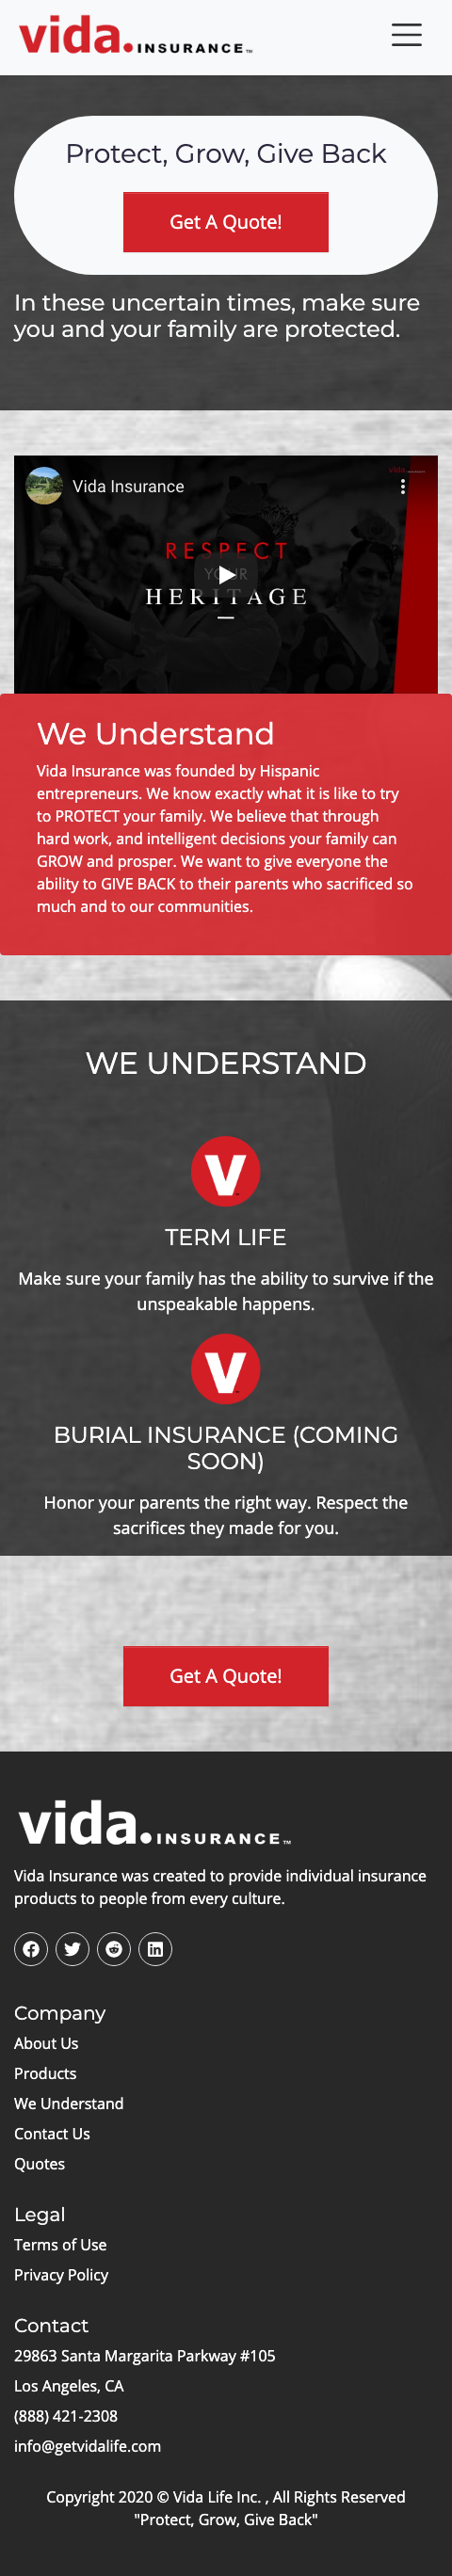 vida. INSURANCE™
Protect, Grow, Give Back
Get A Quote!
In these uncertain times, make sure
you and your family are protected.
Vida Insurance
RESPECT
YOUR
HERITAGE
We Understand
Vida Insurance was founded by Hispanic
entrepreneurs. We know exactly what it is like to try
to PROTECT your family. We believe that through
hard work, and intelligent decisions your family can
GROW and prosper. We want to give everyone the
ability to GIVE BACK to their parents who sacrificed so
much and to our communities.
WE UNDERSTAND
V
TERM LIFE
Make sure your family has the ability to survive if the
unspeakable happens.
V
BURIAL INSURANCE (COMING
SOON)
Honor your parents the right way. Respect the
sacrifices they made for you.
Get A Quote!
vida. INSURANCE™
Vida Insurance was created to provide individual insurance
products to people from every culture.
Company
About Us
Products
We Understand
Contact Us
Quotes
Legal
Terms of Use
Privacy Policy
Contact
29863 Santa Margarita Parkway #105
Los Angeles, CA
(888) 421-2308
info@getvidalife.com
Copyright 2020 © Vida Life Inc. , All Rights Reserved
"Protect, Grow, Give Back"